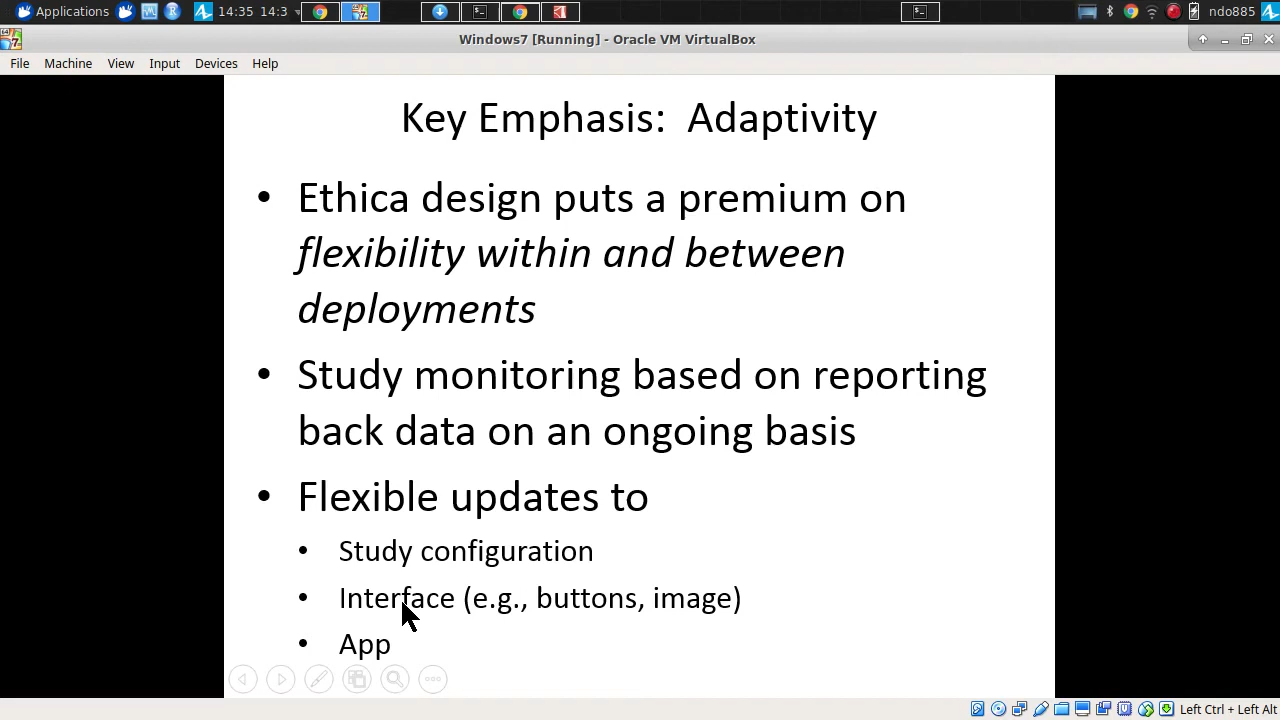 Applications 14:35 14:3 ndo885
Windows7 [Running] - Oracle VM VirtualBox
File Machine View Input Devices Help
Key Emphasis: Adaptivity
• Ethica design puts a premium on
flexibility within and between
deployments
• Study monitoring based on reporting
back data on an ongoing basis
• Flexible updates to
• Study configuration
• Interface (e.g., buttons, image)
• App
Left Ctrl + Left Alt